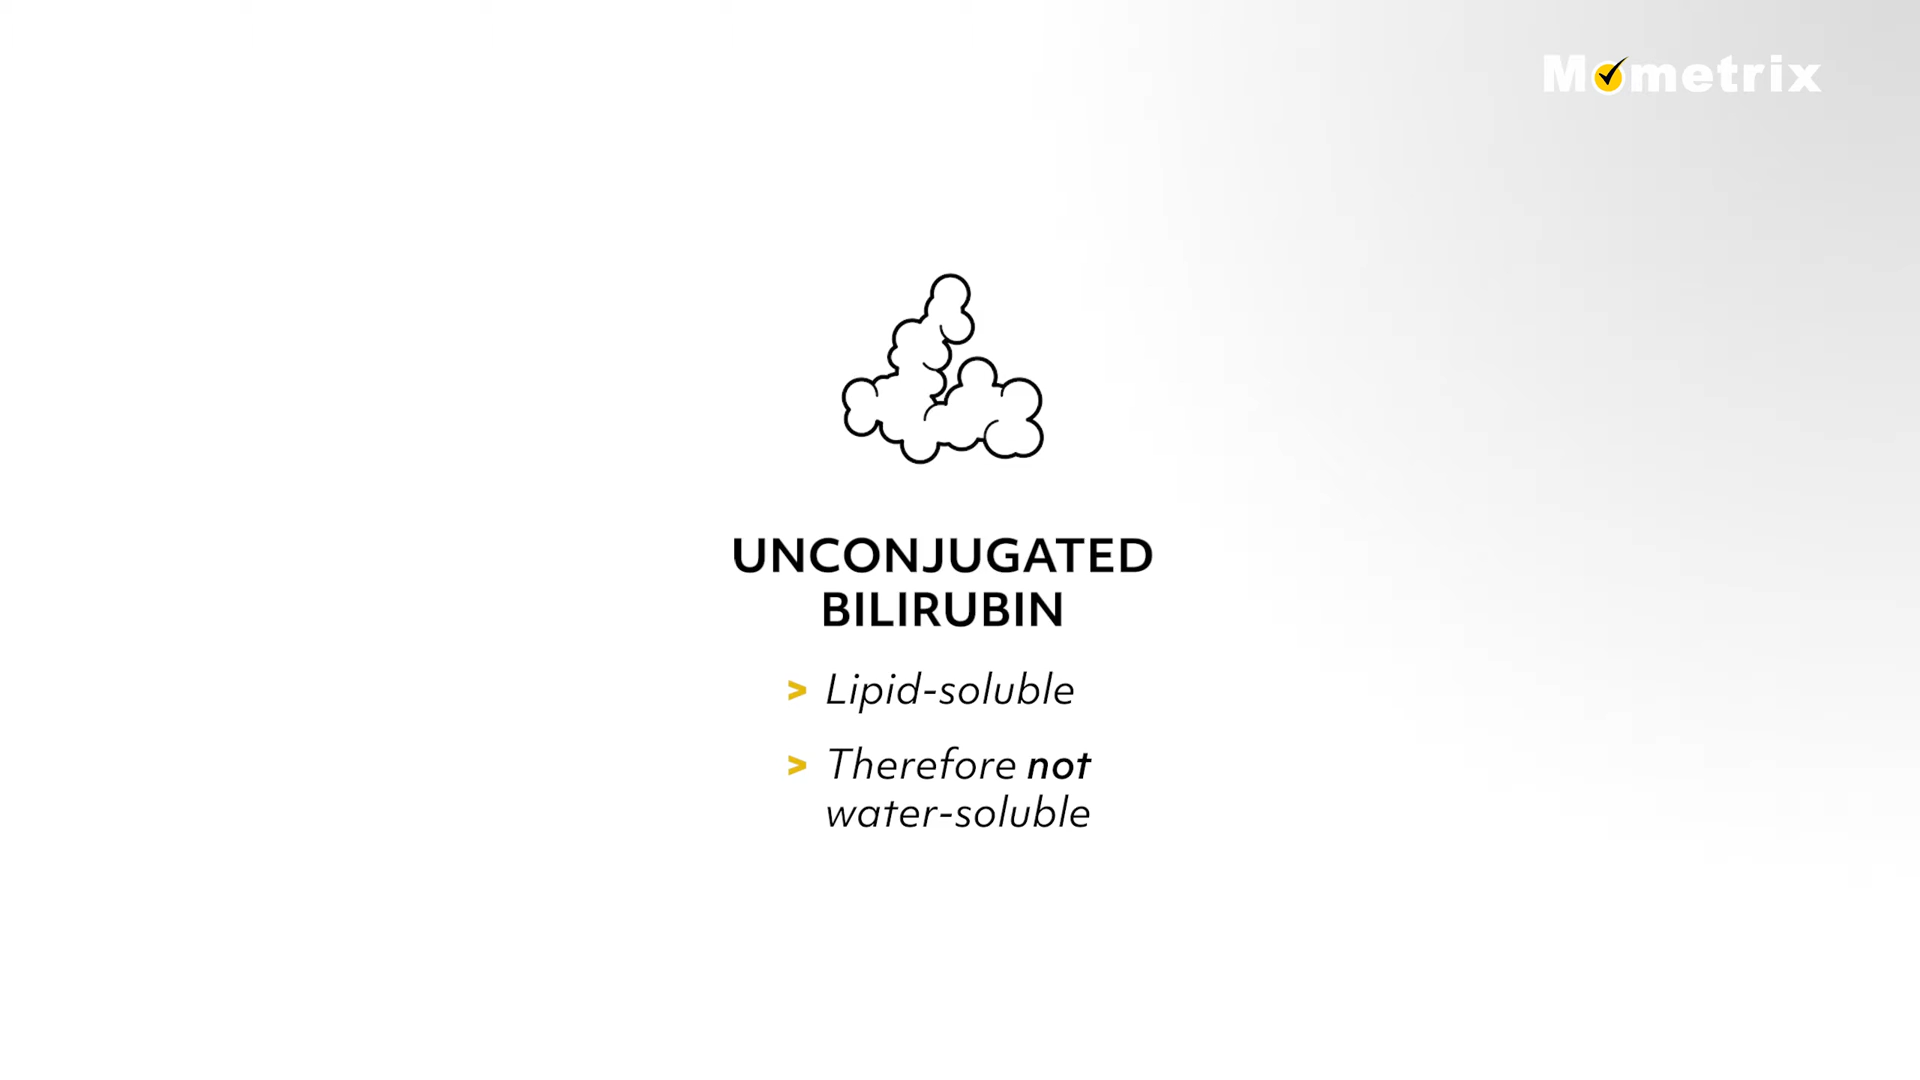 Mometrix
UNCONJUGATED
BILIRUBIN
> Lipid-soluble
> Therefore not
water-soluble